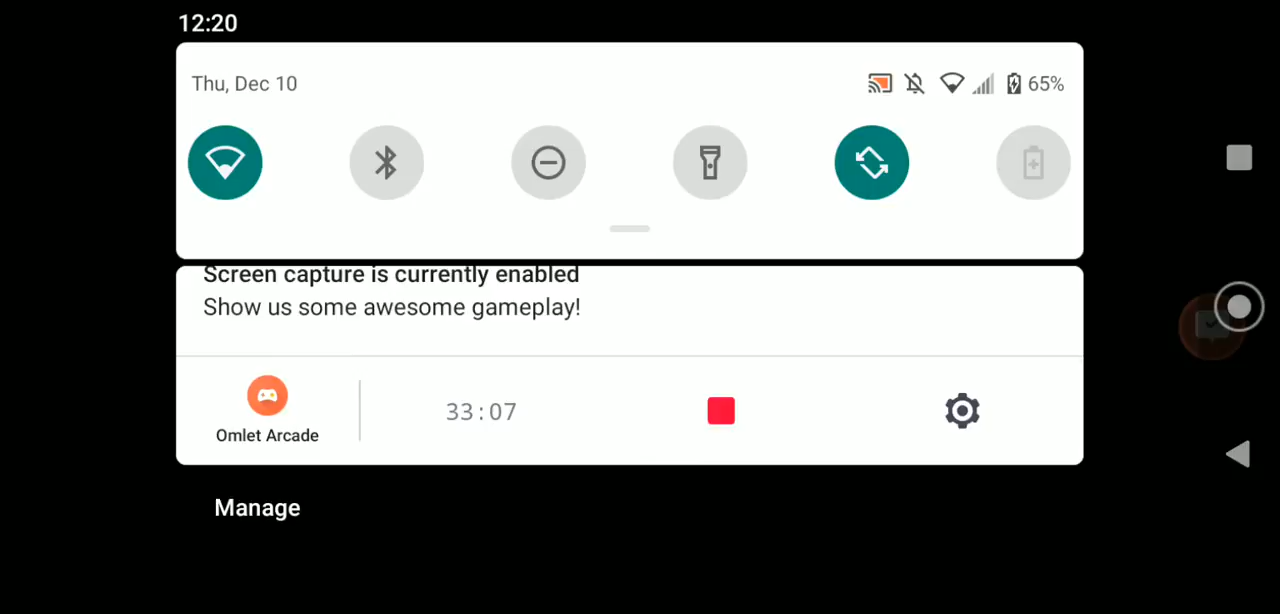 12:20
Thu, Dec 10
65%
Screen capture is currently enabled
Show us some awesome gameplay!
33:07
Omlet Arcade
Manage